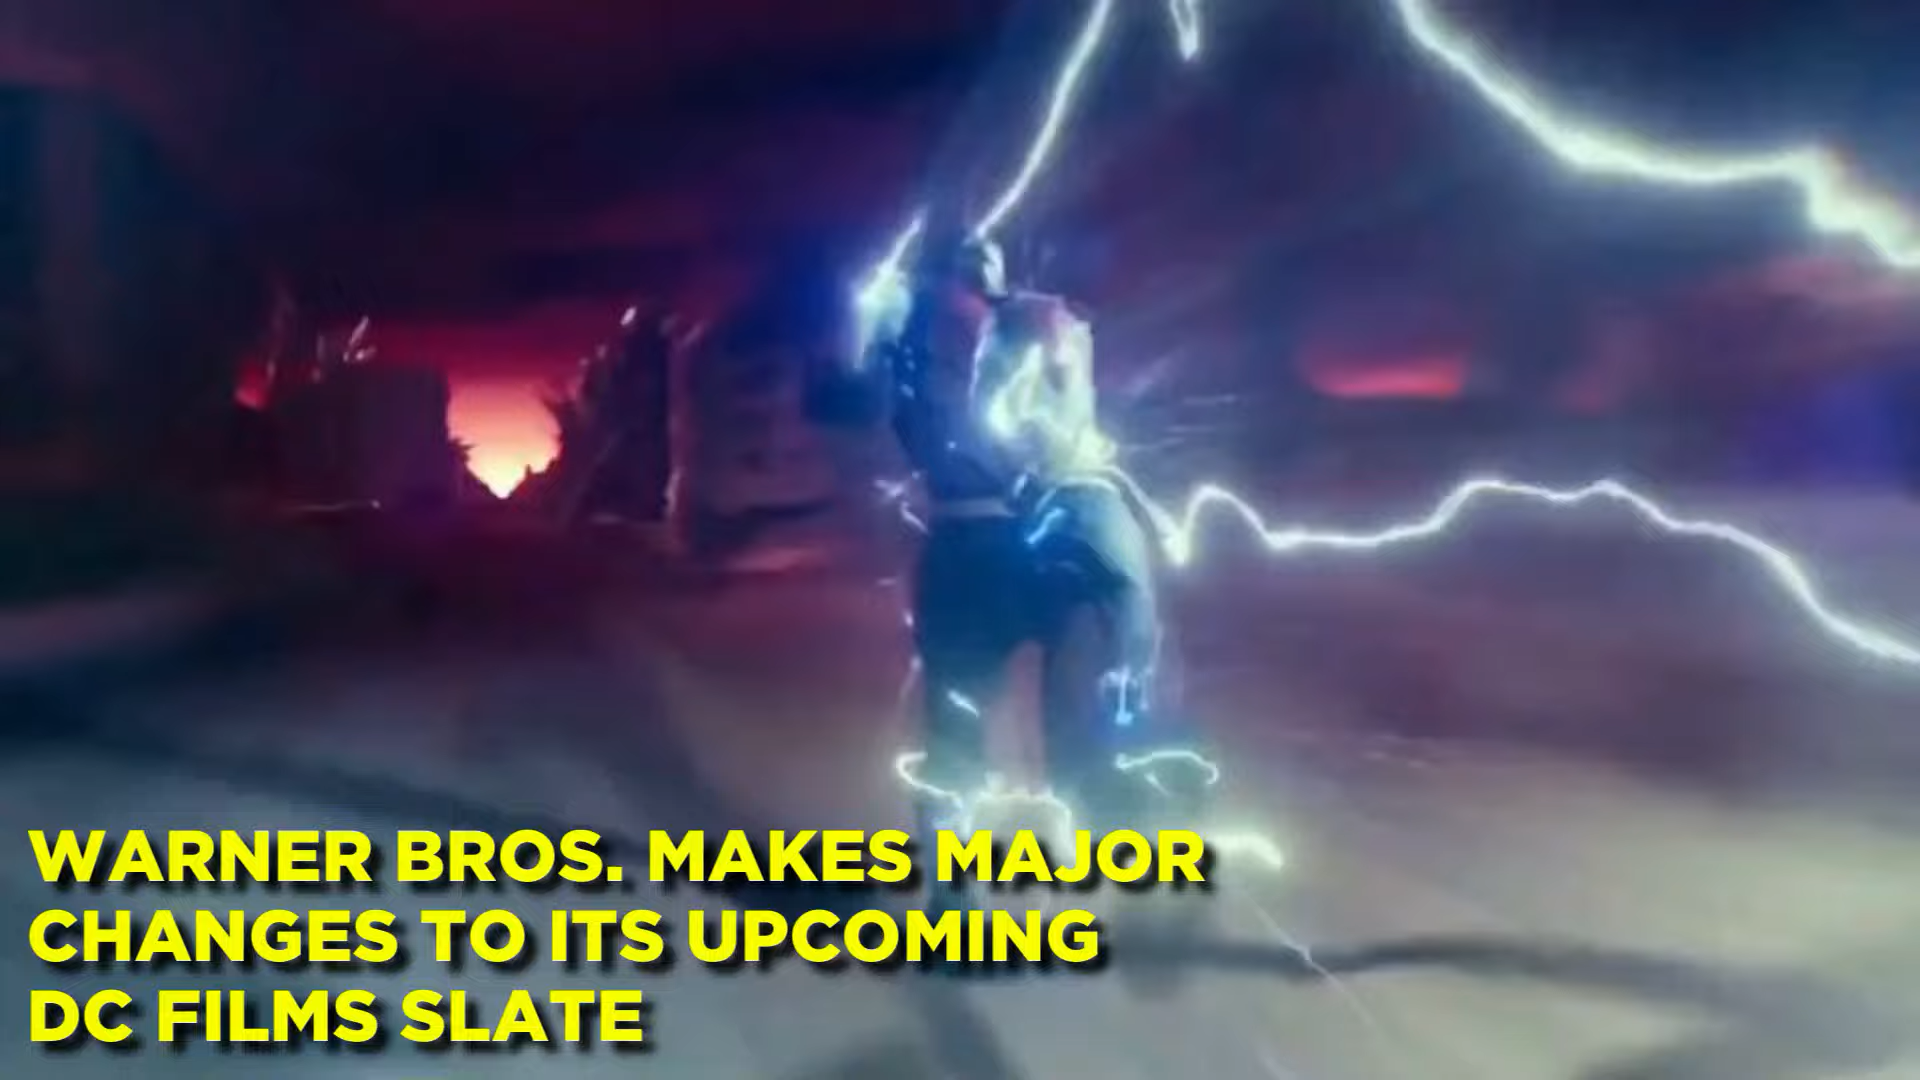 WARNER BROS. MAKES MAJOR
CHANGES TO ITS UPCOMING
DC FILMS SLATE